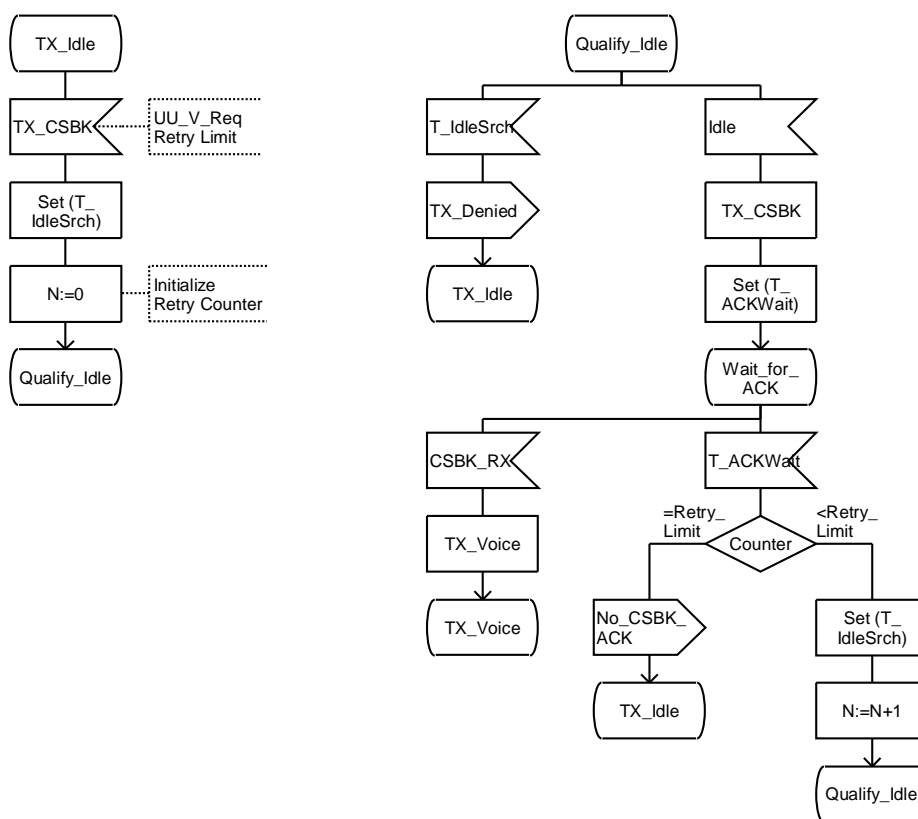 TX_Idle
TX_CSBK
UU_V_Req
Retry Limit
Set (T_
IdleSrch)
N:=0
Initialize
Retry Counter
Qualify_Idle
Qualify_Idle
T_IdleSrch
Idle
TX_Denied
TX_CSBK
TX_Idle
Set (T_
ACKWait)
Wait_for_
ACK
CSBK_RX
T_ACKWait
TX_Voice
=Retry_
Limit
Counter
<Retry_
Limit
TX_Voice
No_CSBK_
ACK
Set (T_
IdleSrch)
TX_Idle
N:=N+1
Qualify_Idle